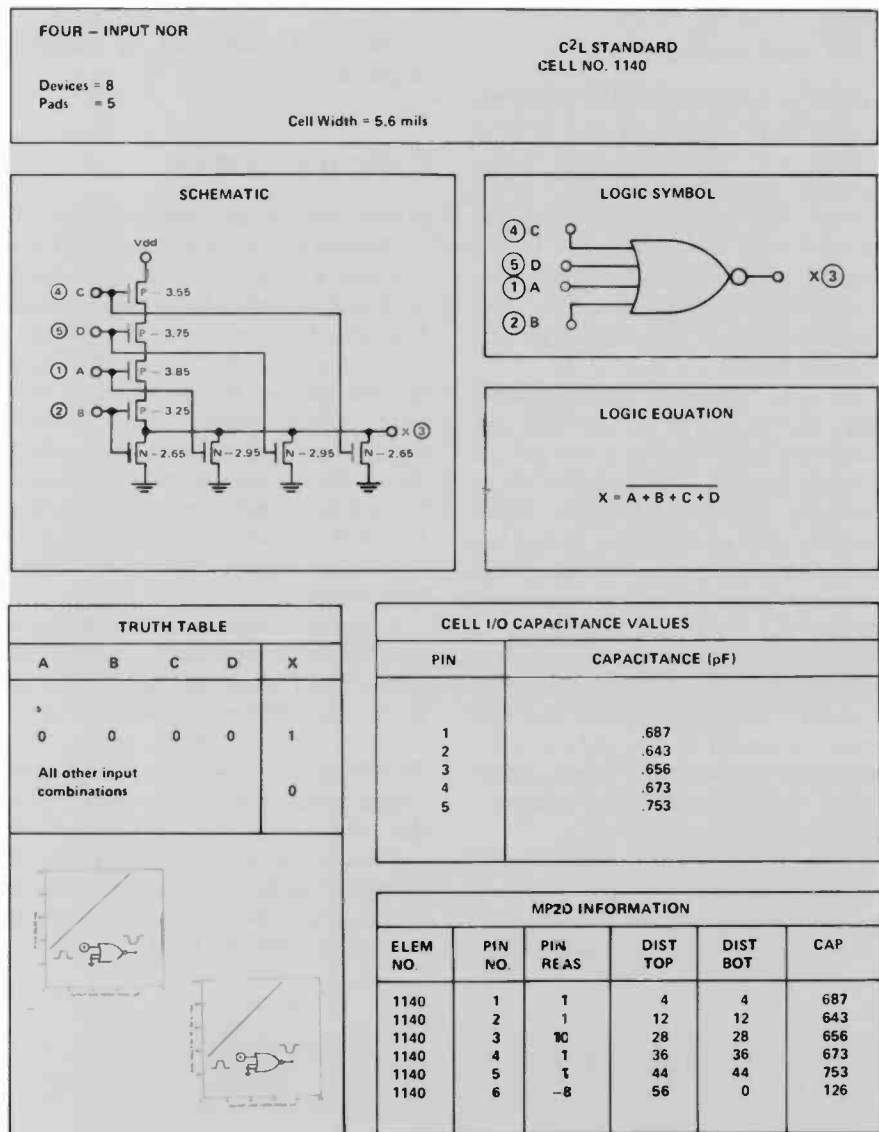 FOUR – INPUT NOR
C²L STANDARD
CELL NO. 1140
Devices = 8
Pads = 5
Cell Width = 5.6 mils
SCHEMATIC
Vdd
4 C P – 3.55
5 D P – 3.75
1 A P – 3.85
2 B P – 3.25
X 3
N – 2.65 N – 2.95 N – 2.95 N – 2.65
LOGIC SYMBOL
4 C
5 D
1 A
2 B
X 3
LOGIC EQUATION
X = A + B + C + D
TRUTH TABLE
A B C D X
0 0 0 0 1
All other input
combinations 0
CELL I/O CAPACITANCE VALUES
PIN CAPACITANCE (pF)
1 .687
2 .643
3 .656
4 .673
5 .753
MP2D INFORMATION
ELEM NO. PIN NO. PIN REAS DIST TOP DIST BOT CAP
1140 1 1 4 4 687
1140 2 1 12 12 643
1140 3 10 28 28 656
1140 4 1 36 36 673
1140 5 1 44 44 753
1140 6 –8 56 0 126